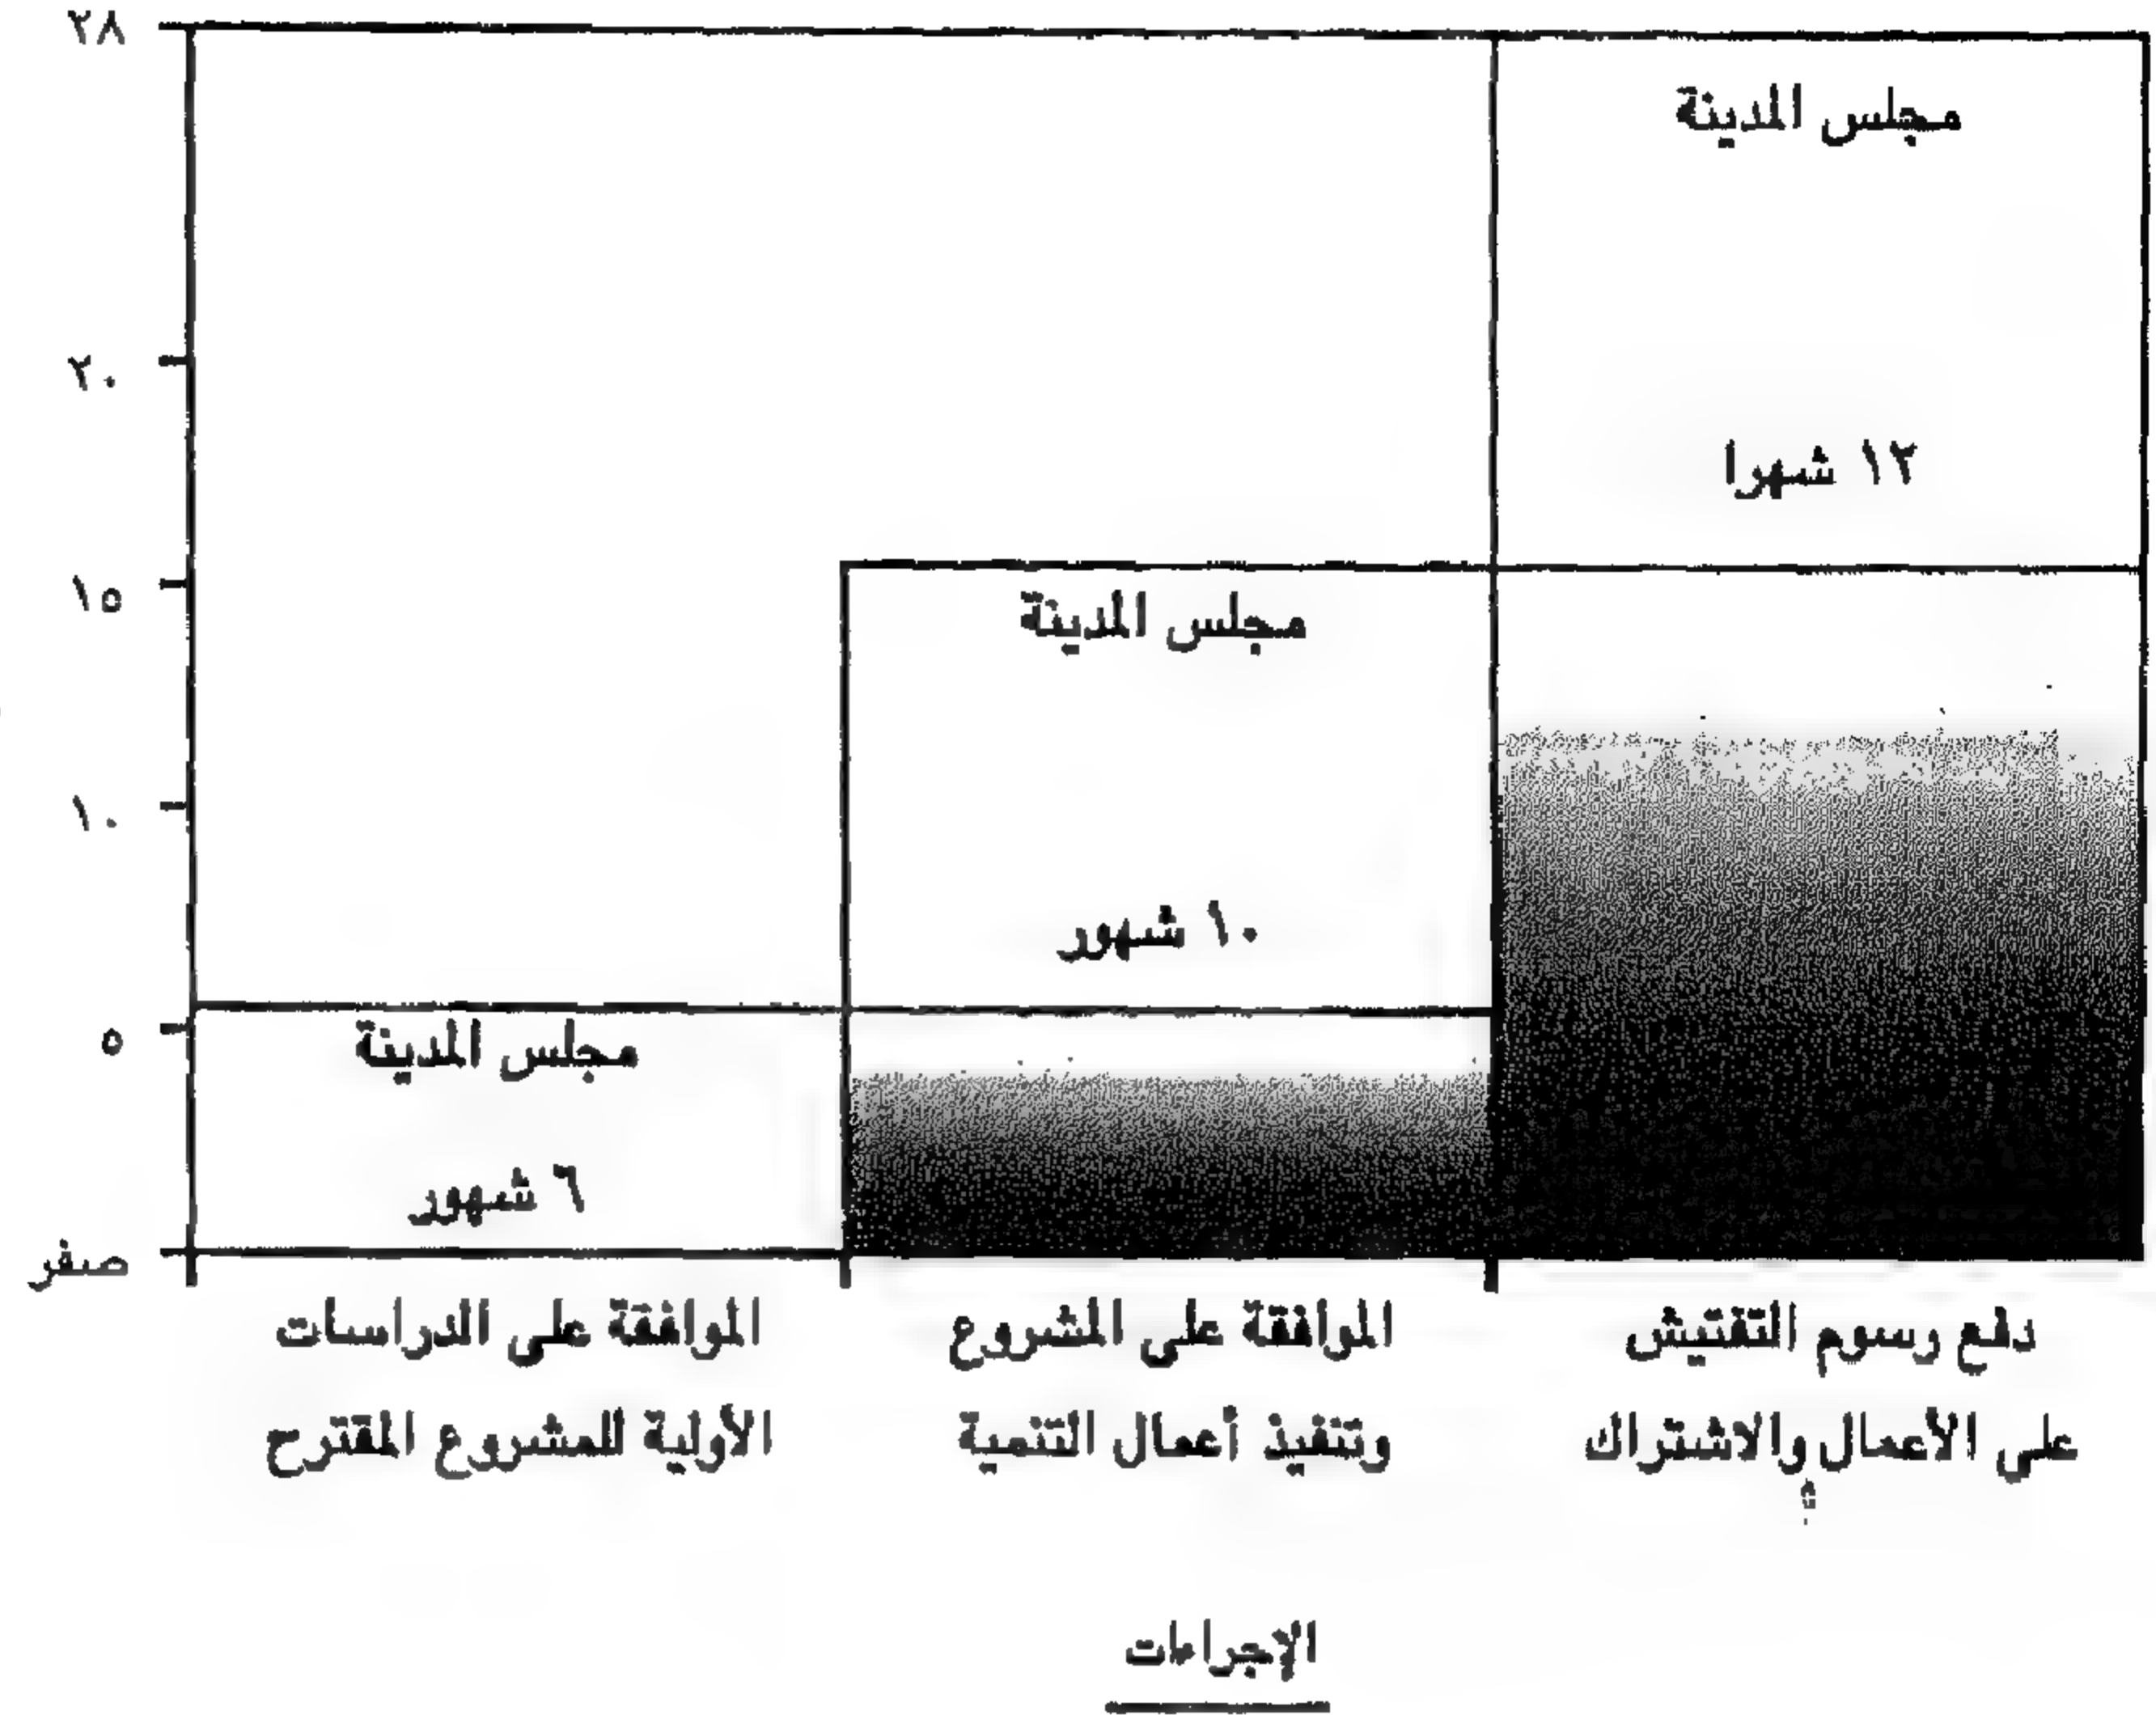 ٢٨
٢٠
١٥
١٠
٥
صفر
مجلس المدينة
١٢ شهرا
مجلس المدينة
١٠ شهور
مجلس المدينة
٦ شهور
دفع رسوم التفتيش
على الأعمال والاشتراك
الموافقة على المشروع
وتنفيذ أعمال التنمية
الموافقة على الدراسات
الأولية للمشروع المقترح
الإجراءات